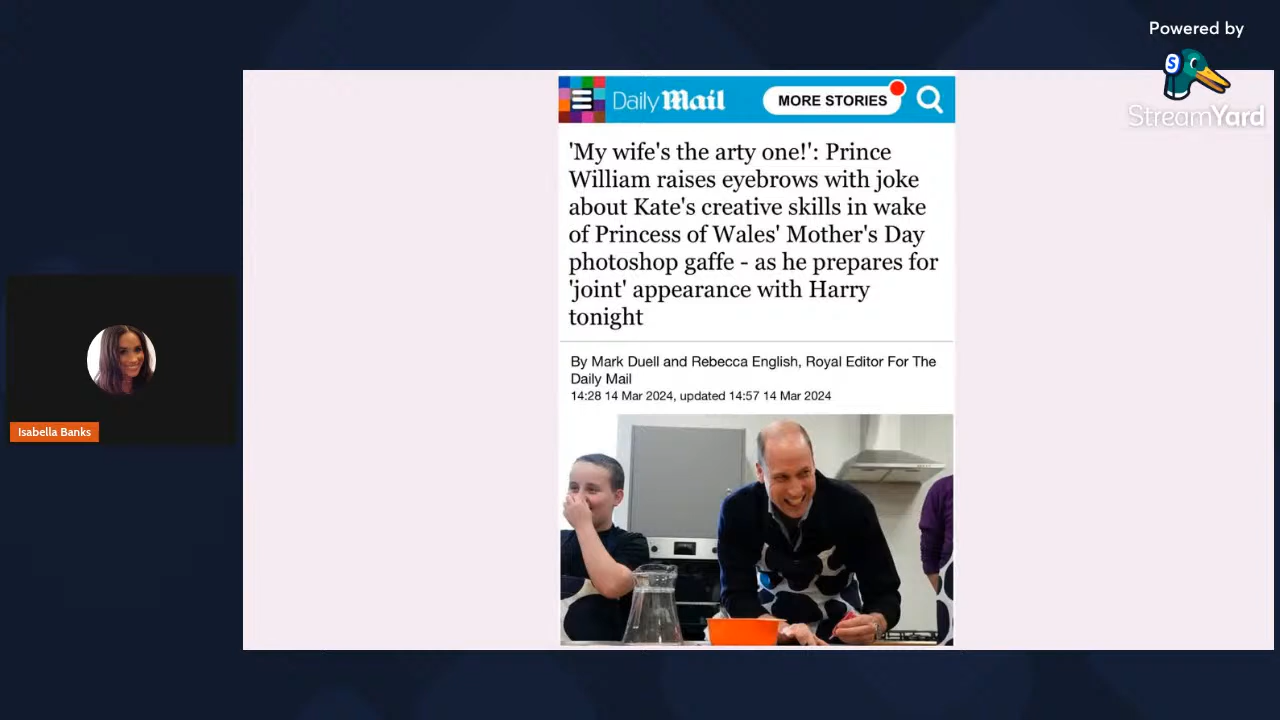 Powered by
StreamYard
Daily Mail
MORE STORIES
'My wife's the arty one!': Prince
William raises eyebrows with joke
about Kate's creative skills in wake
of Princess of Wales' Mother's Day
photoshop gaffe - as he prepares for
'joint' appearance with Harry
tonight
By Mark Duell and Rebecca English, Royal Editor For The
Daily Mail
14:28 14 Mar 2024, updated 14:57 14 Mar 2024
Isabella Banks